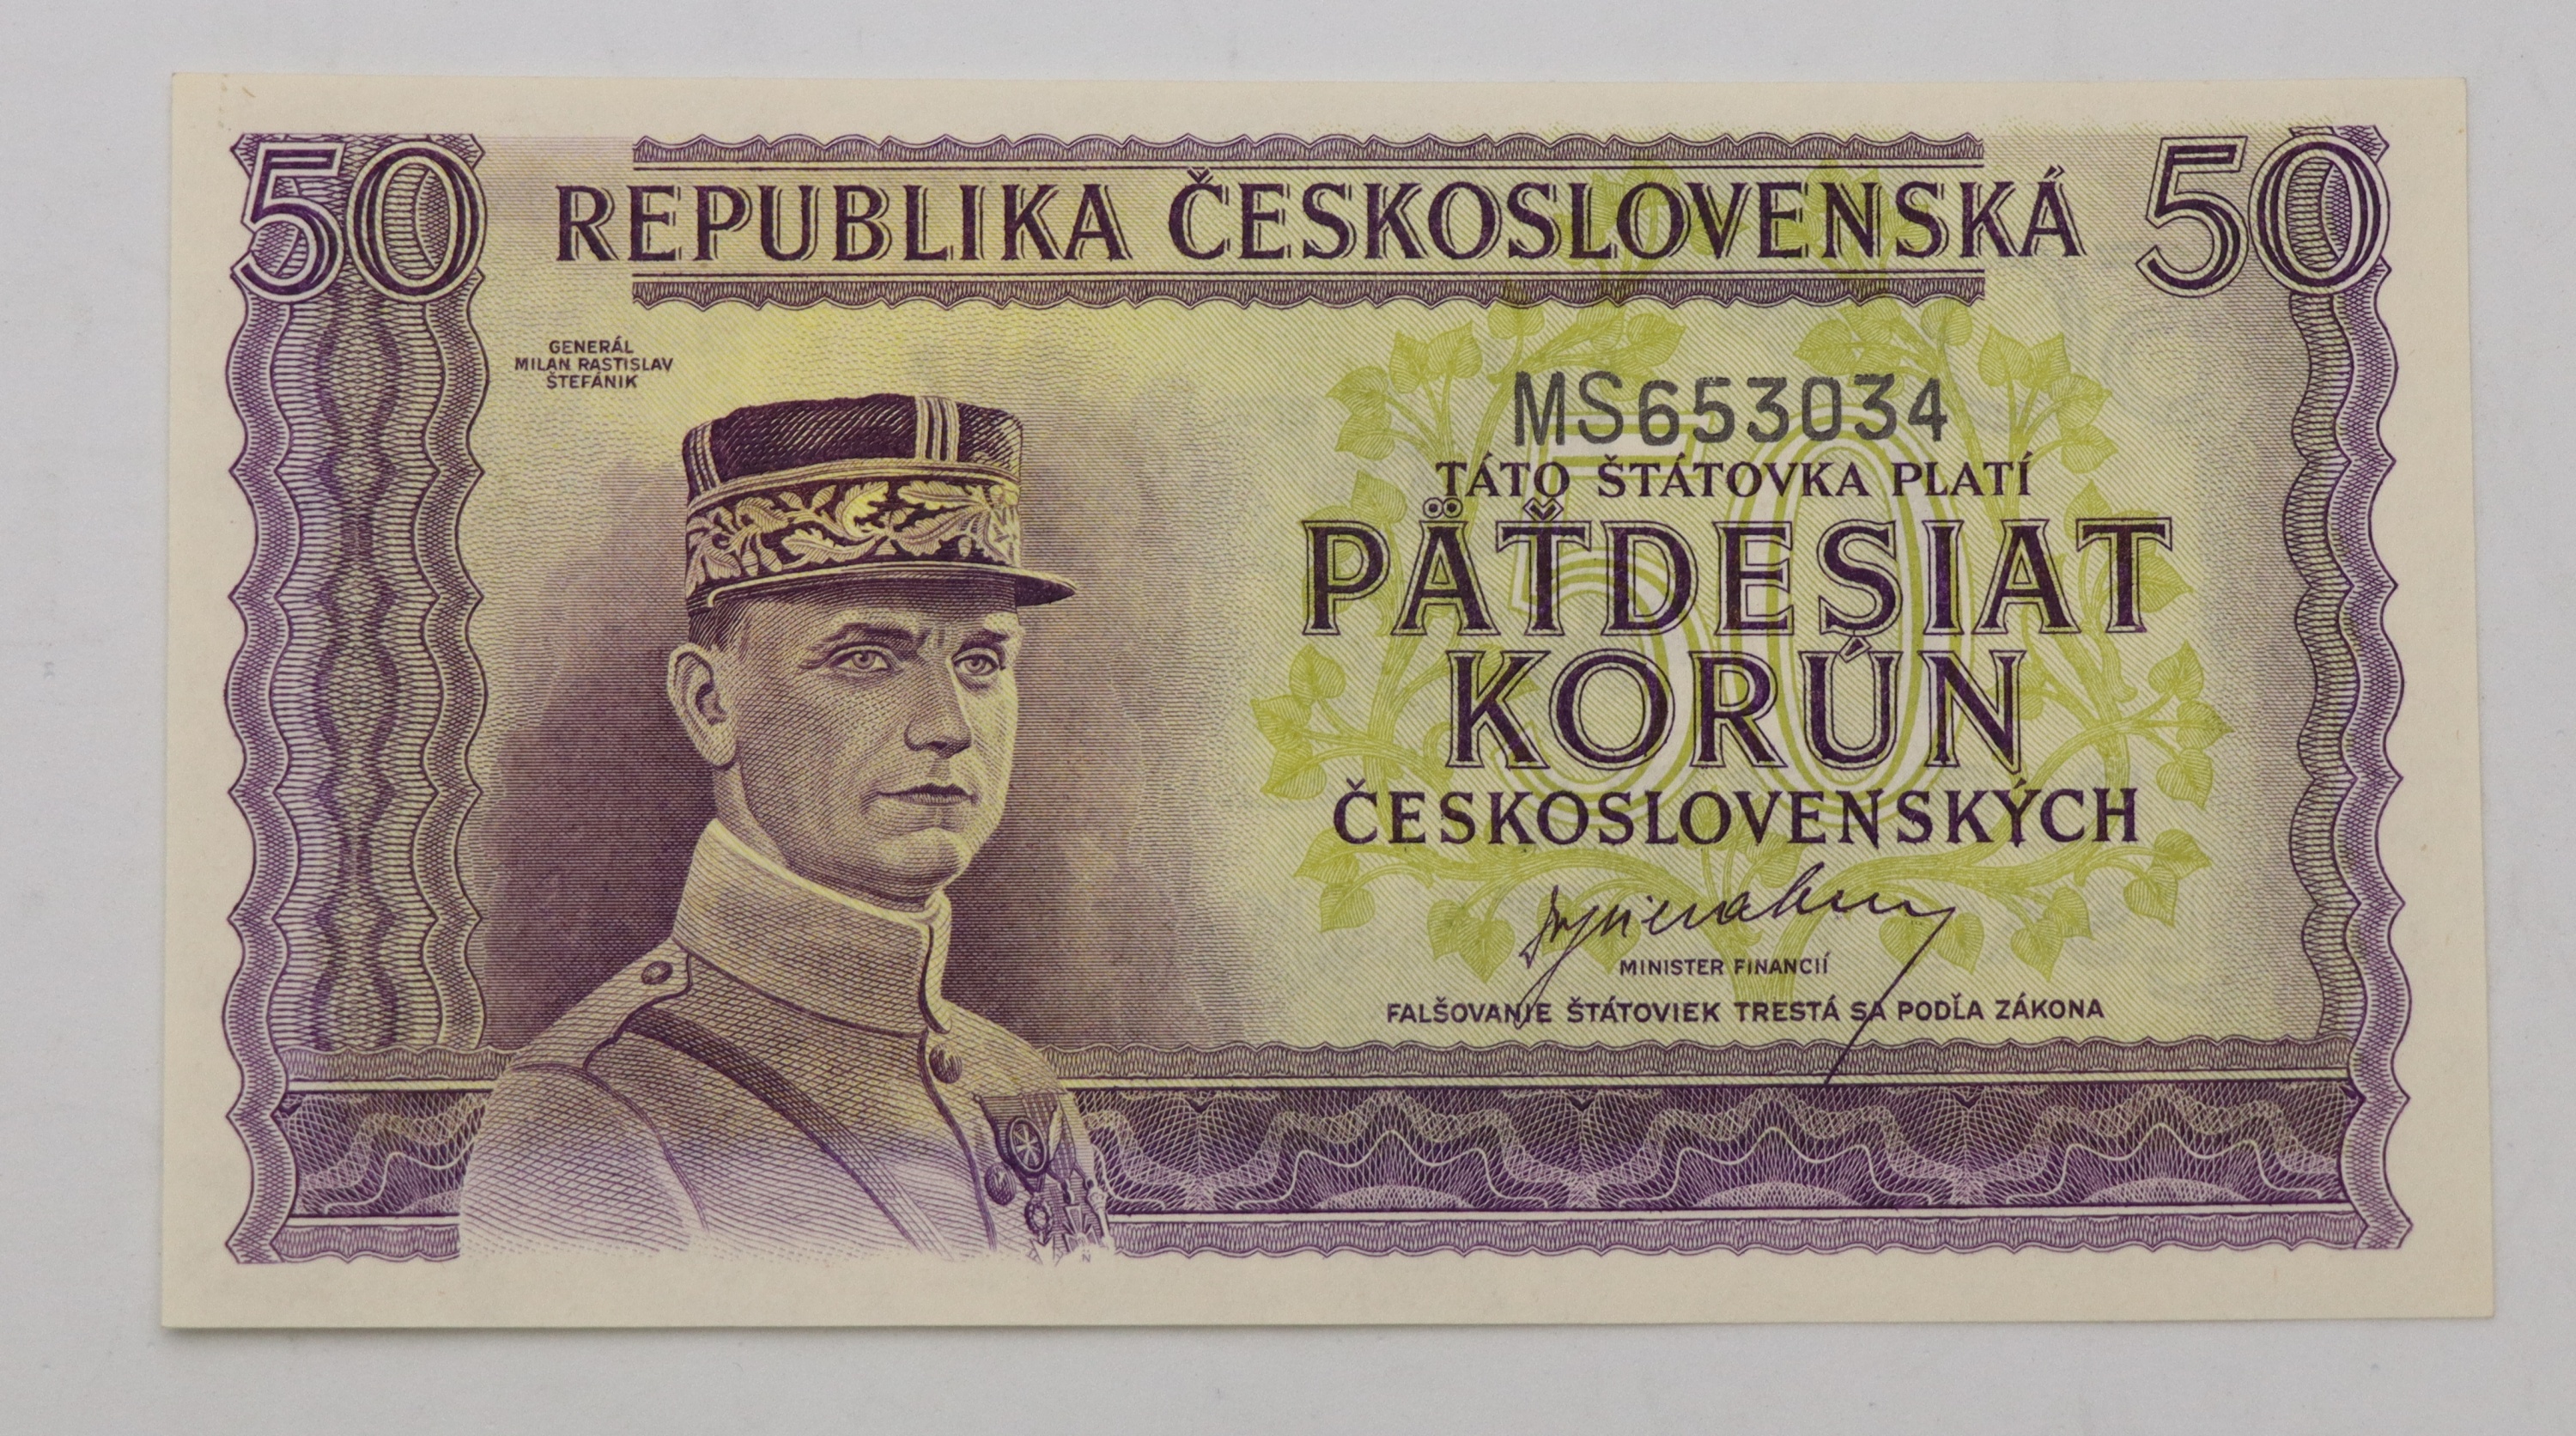 50 REPUBLIKA ČESKOSLOVENSKÁ 50
GENERÁL
MILAN RASTISLAV
ŠTEFÁNIK
MS653034
TÁTO ŠTÁTOVKA PLATÍ
PÄŤDESIAT
KORÚN
ČESKOSLOVENSKÝCH
MINISTER FINANCIÍ
FALŠOVANIE ŠTÁTOVIEK TRESTÁ SA PODĽA ZÁKONA
50